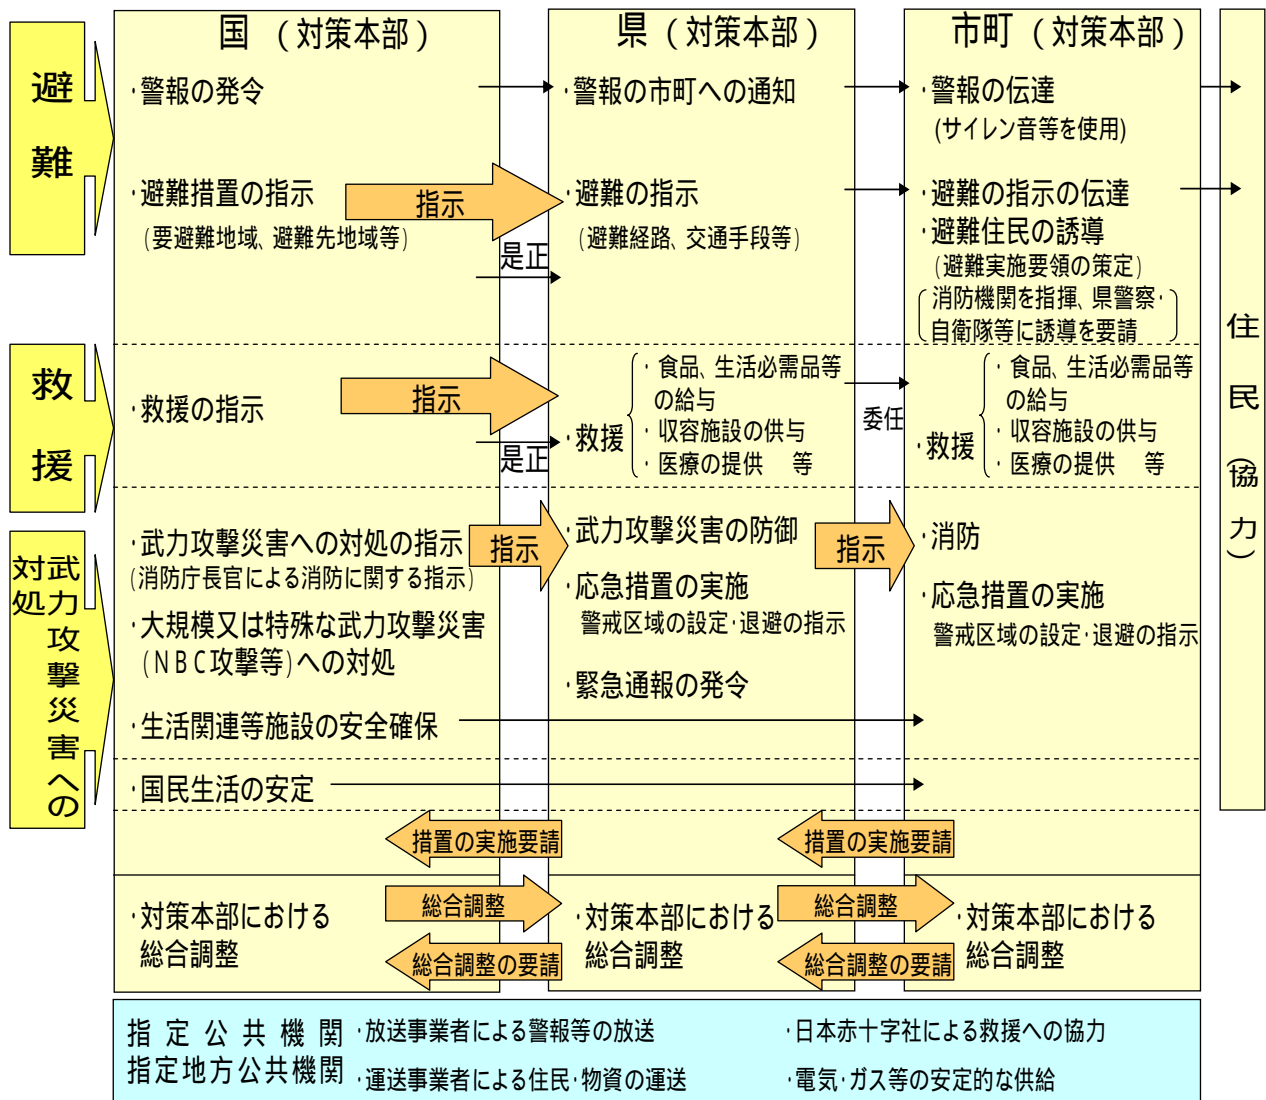 国 （対策本部）
県（対策本部）
市町（対策本部）
避難
・警報の発令
・警報の市町への通知
・警報の伝達
(サイレン音等を使用)
・避難措置の指示
(要避難地域、避難先地域等)
指示
是正
・避難の指示
(避難経路、交通手段等)
・避難の指示の伝達
・避難住民の誘導
(避難実施要領の策定)
消防機関を指揮、県警察・
自衛隊等に誘導を要請
救援
・救援の指示
指示
是正
・救援
・食品、生活必需品等
の給与
・収容施設の供与
・医療の提供　等
委任
・救援
・食品、生活必需品等
の給与
・収容施設の供与
・医療の提供　等
武力攻撃災害への
対処
・武力攻撃災害への対処の指示
(消防庁長官による消防に関する指示)
・大規模又は特殊な武力攻撃災害
(NBC攻撃等)への対処
・生活関連等施設の安全確保
指示
・武力攻撃災害の防御
・応急措置の実施
警戒区域の設定・退避の指示
・緊急通報の発令
指示
・消防
・応急措置の実施
警戒区域の設定・退避の指示
・国民生活の安定
措置の実施要請
措置の実施要請
・対策本部における
総合調整
総合調整
総合調整の要請
・対策本部における
総合調整
総合調整
総合調整の要請
・対策本部における
総合調整
住民（協力）
指定公共機関
指定地方公共機関
・放送事業者による警報等の放送
・日本赤十字社による救援への協力
・運送事業者による住民・物資の運送
・電気・ガス等の安定的な供給